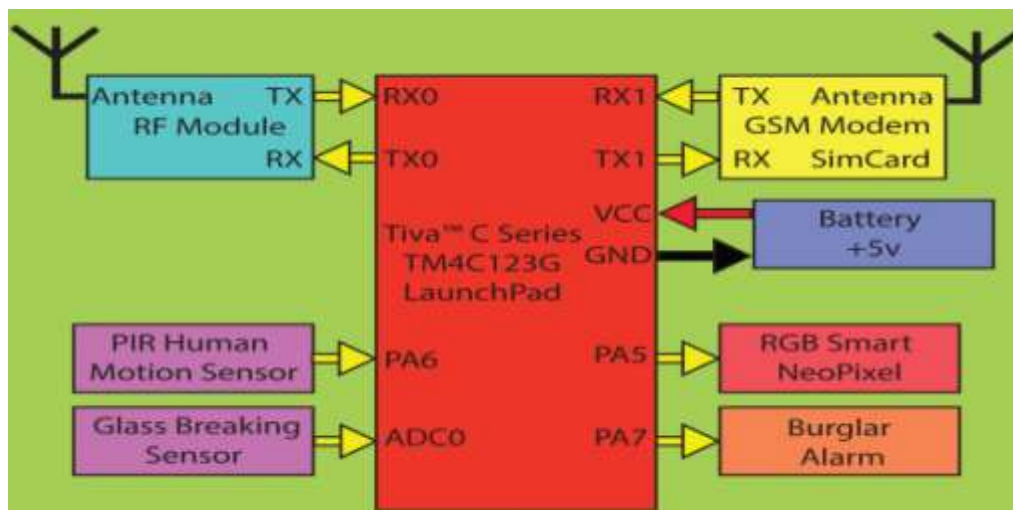 Antenna TX
RF Module
RX
RX0
TX0
RX1
TX1
VCC
GND
Tiva™ C Series
TM4C123G
LaunchPad
PA6
ADC0
PA5
PA7
TX Antenna
GSM Modem
RX SimCard
Battery
+5v
PIR Human
Motion Sensor
Glass Breaking
Sensor
RGB Smart
NeoPixel
Burglar
Alarm